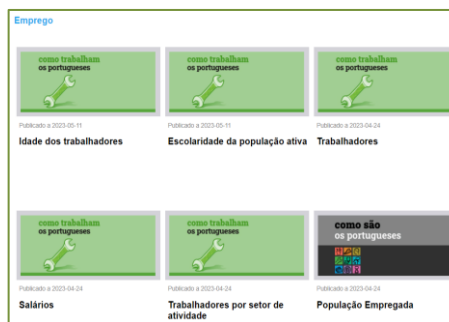 Emprego
como trabalham
os portugueses
como trabalham
os portugueses
como trabalham
os portugueses
Publicado a 2023-05-11
Publicado a 2023-05-11
Publicado a 2023-04-24
Idade dos trabalhadores
Escolaridade da população ativa
Trabalhadores
como trabalham
os portugueses
como trabalham
os portugueses
como são
os portugueses
Publicado a 2023-04-24
Publicado a 2023-04-24
Publicado a 2023-04-24
Salários
Trabalhadores por setor de
atividade
População Empregada